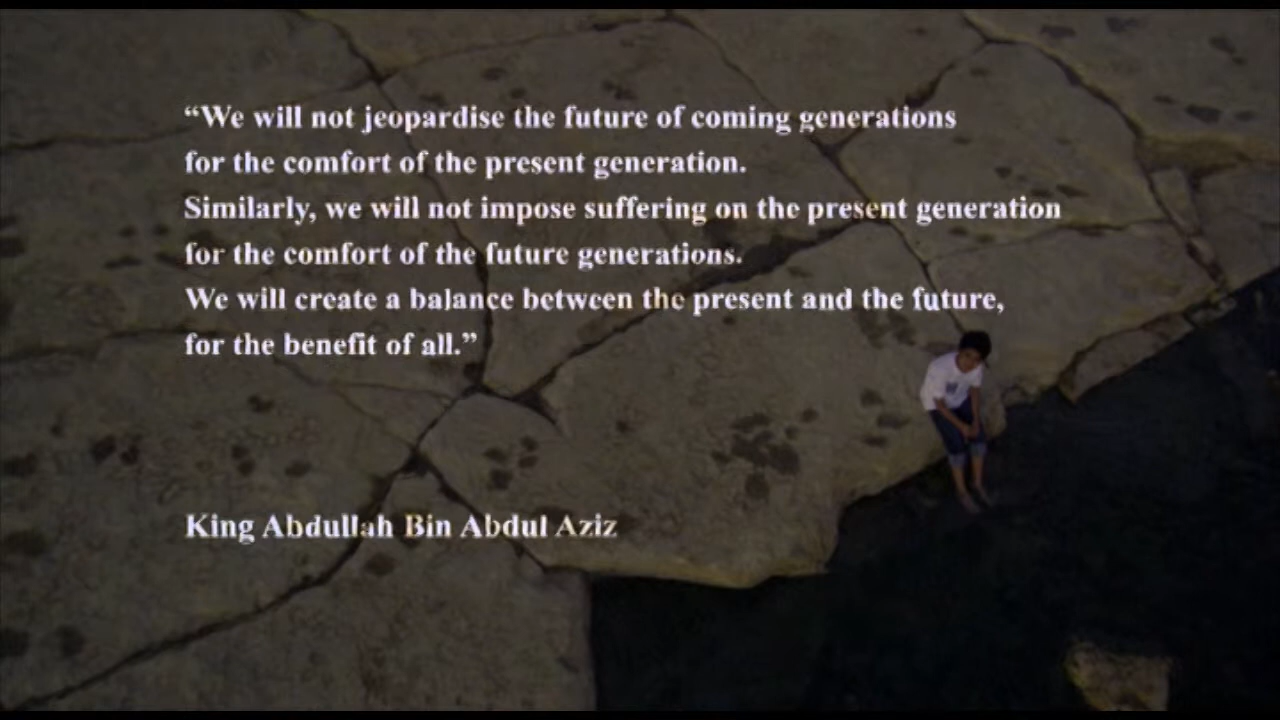 “We will not jeopardise the future of coming generations
for the comfort of the present generation.
Similarly, we will not impose suffering on the present generation
for the comfort of the future generations.
We will create a balance between the present and the future,
for the benefit of all.”
King Abdullah Bin Abdul Aziz